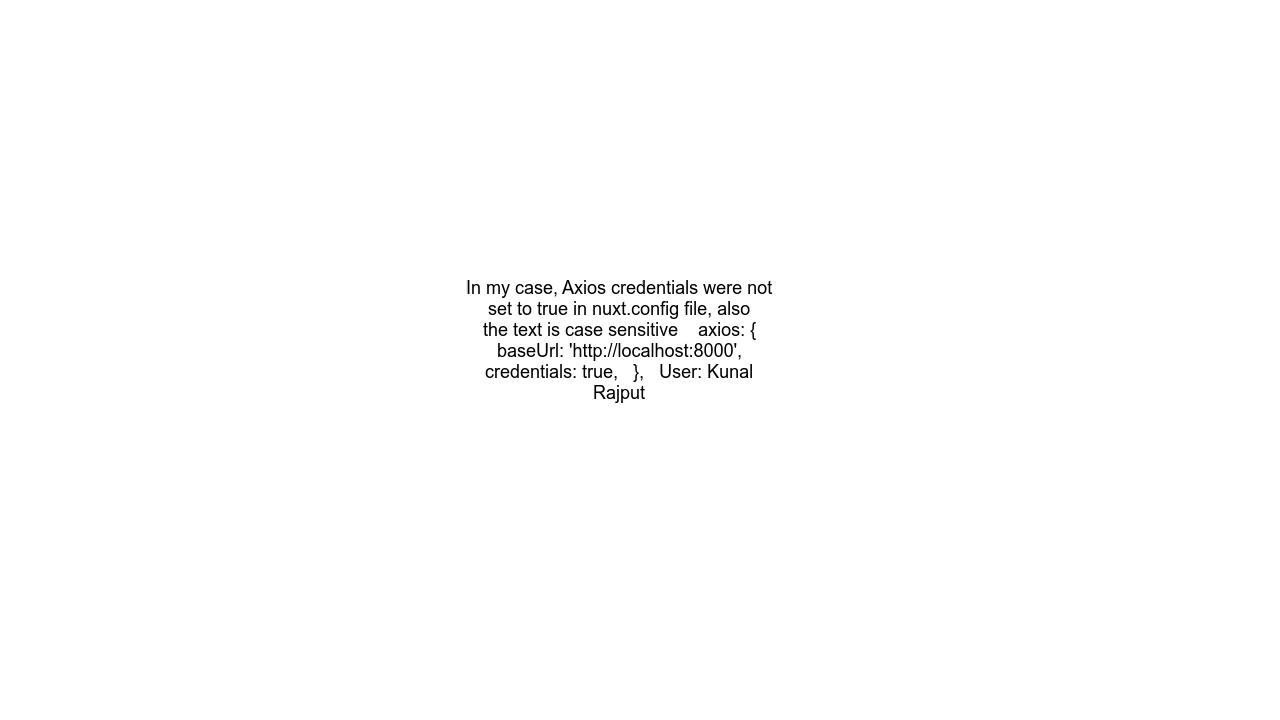 In my case, Axios credentials were not
set to true in nuxt.config file, also
the text is case sensitive    axios: {
baseUrl: 'http://localhost:8000',
credentials: true,   },   User: Kunal
Rajput